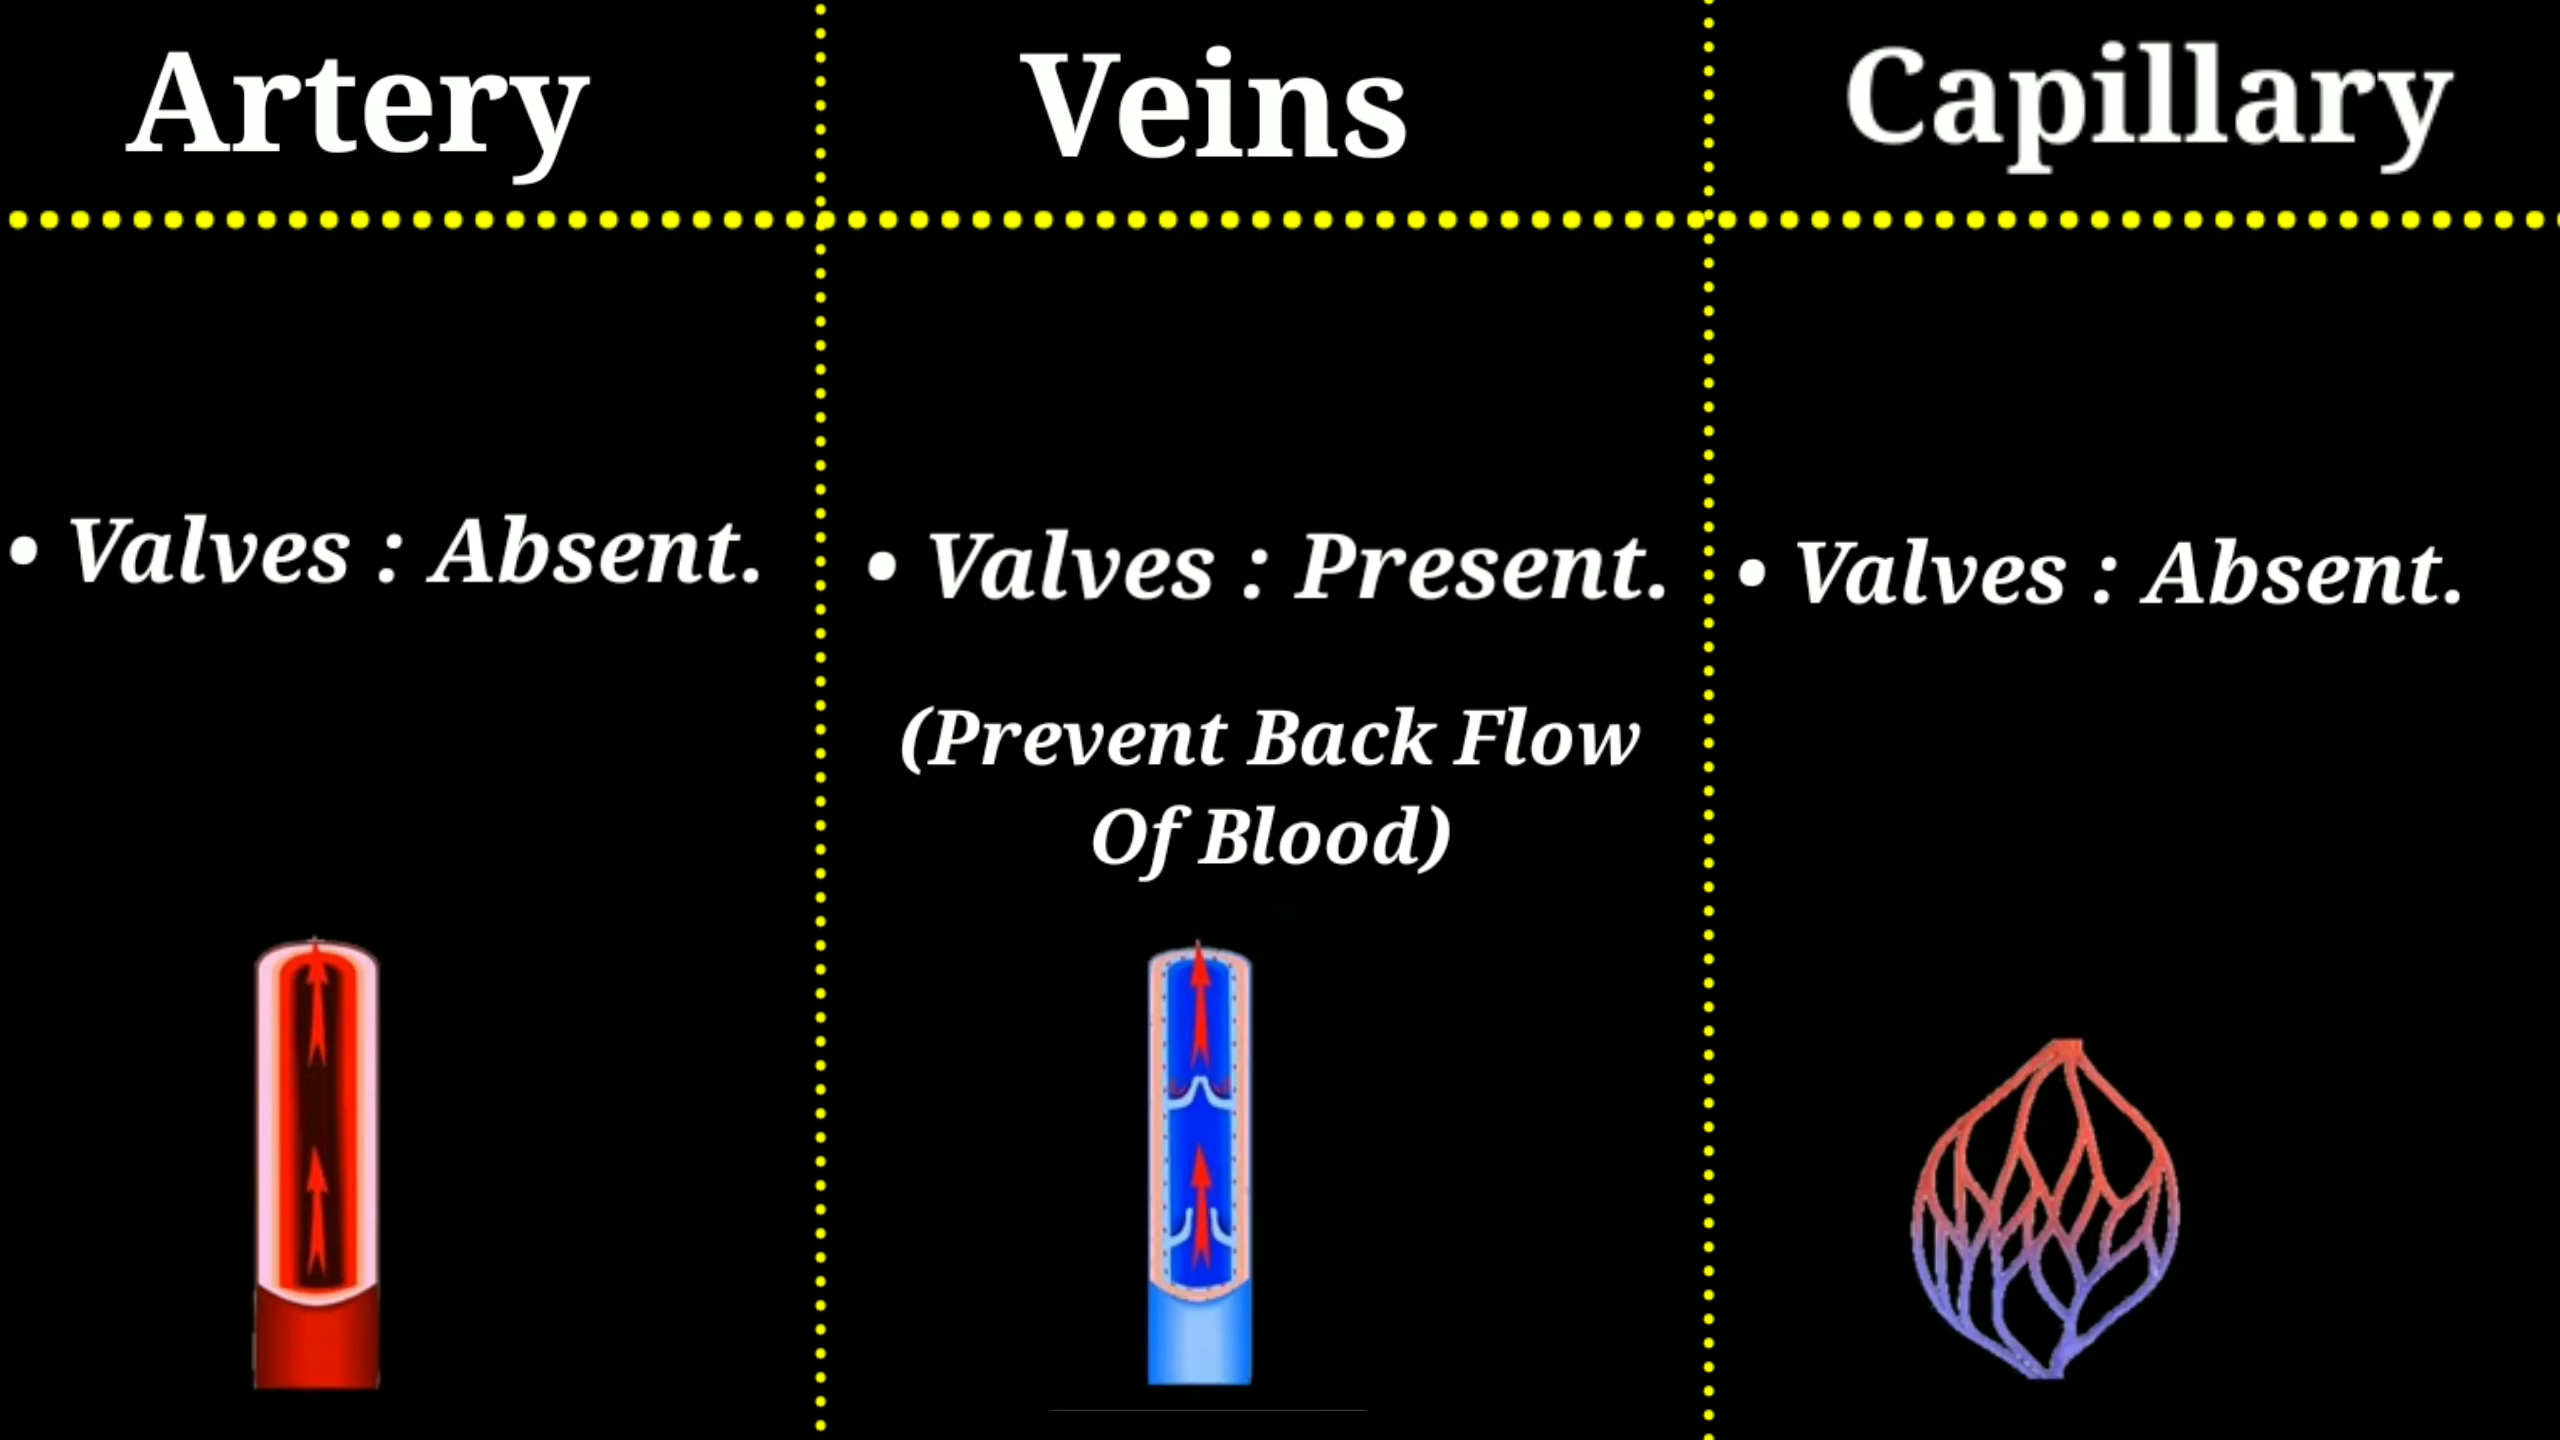 Artery
Veins
Capillary
• Valves : Absent.
• Valves : Present.
(Prevent Back Flow
Of Blood)
• Valves : Absent.